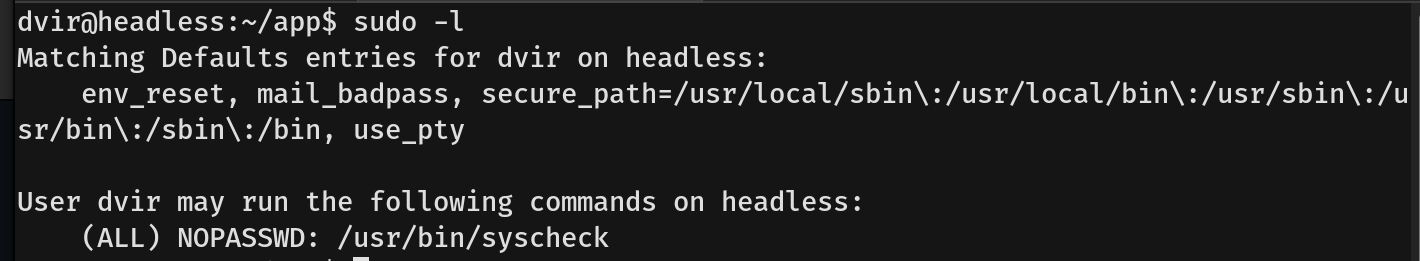 dvir@headless:~/app$ sudo -l
Matching Defaults entries for dvir on headless:
    env_reset, mail_badpass, secure_path=/usr/local/sbin\:/usr/local/bin\:/usr/sbin\:/u
sr/bin\:/sbin\:/bin, use_pty

User dvir may run the following commands on headless:
    (ALL) NOPASSWD: /usr/bin/syscheck